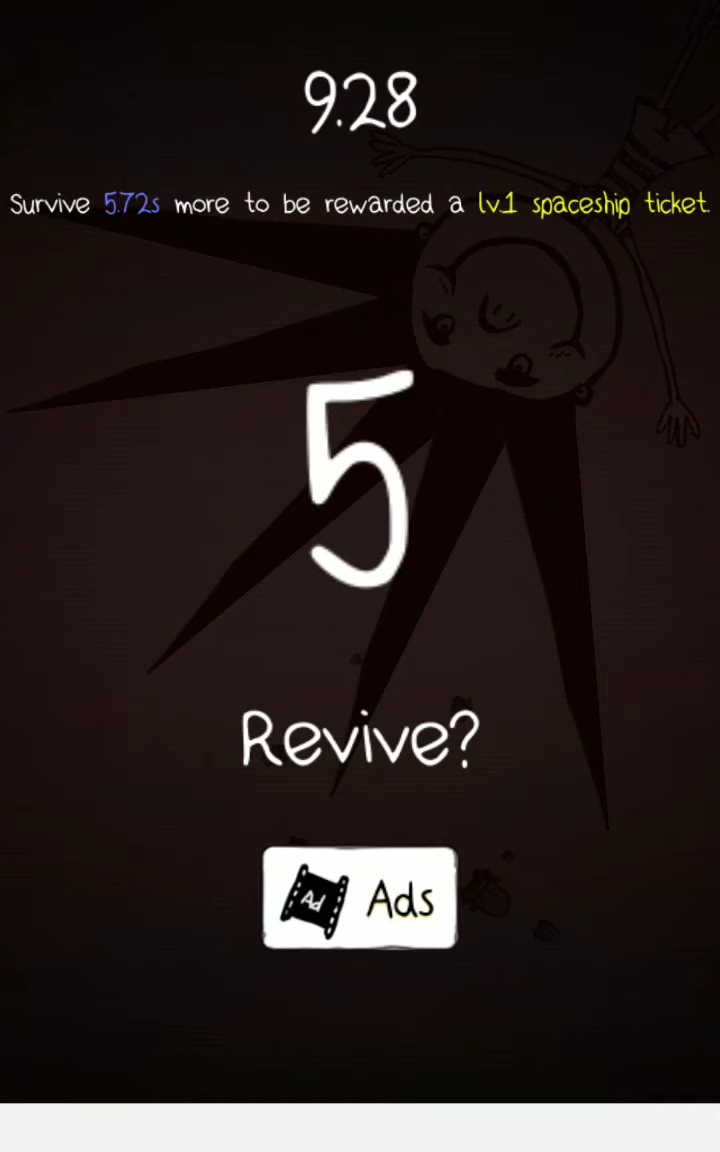 9.28
Survive 5.72s more to be rewarded a lv.1 spaceship ticket.
5
Revive?
Ad Ads